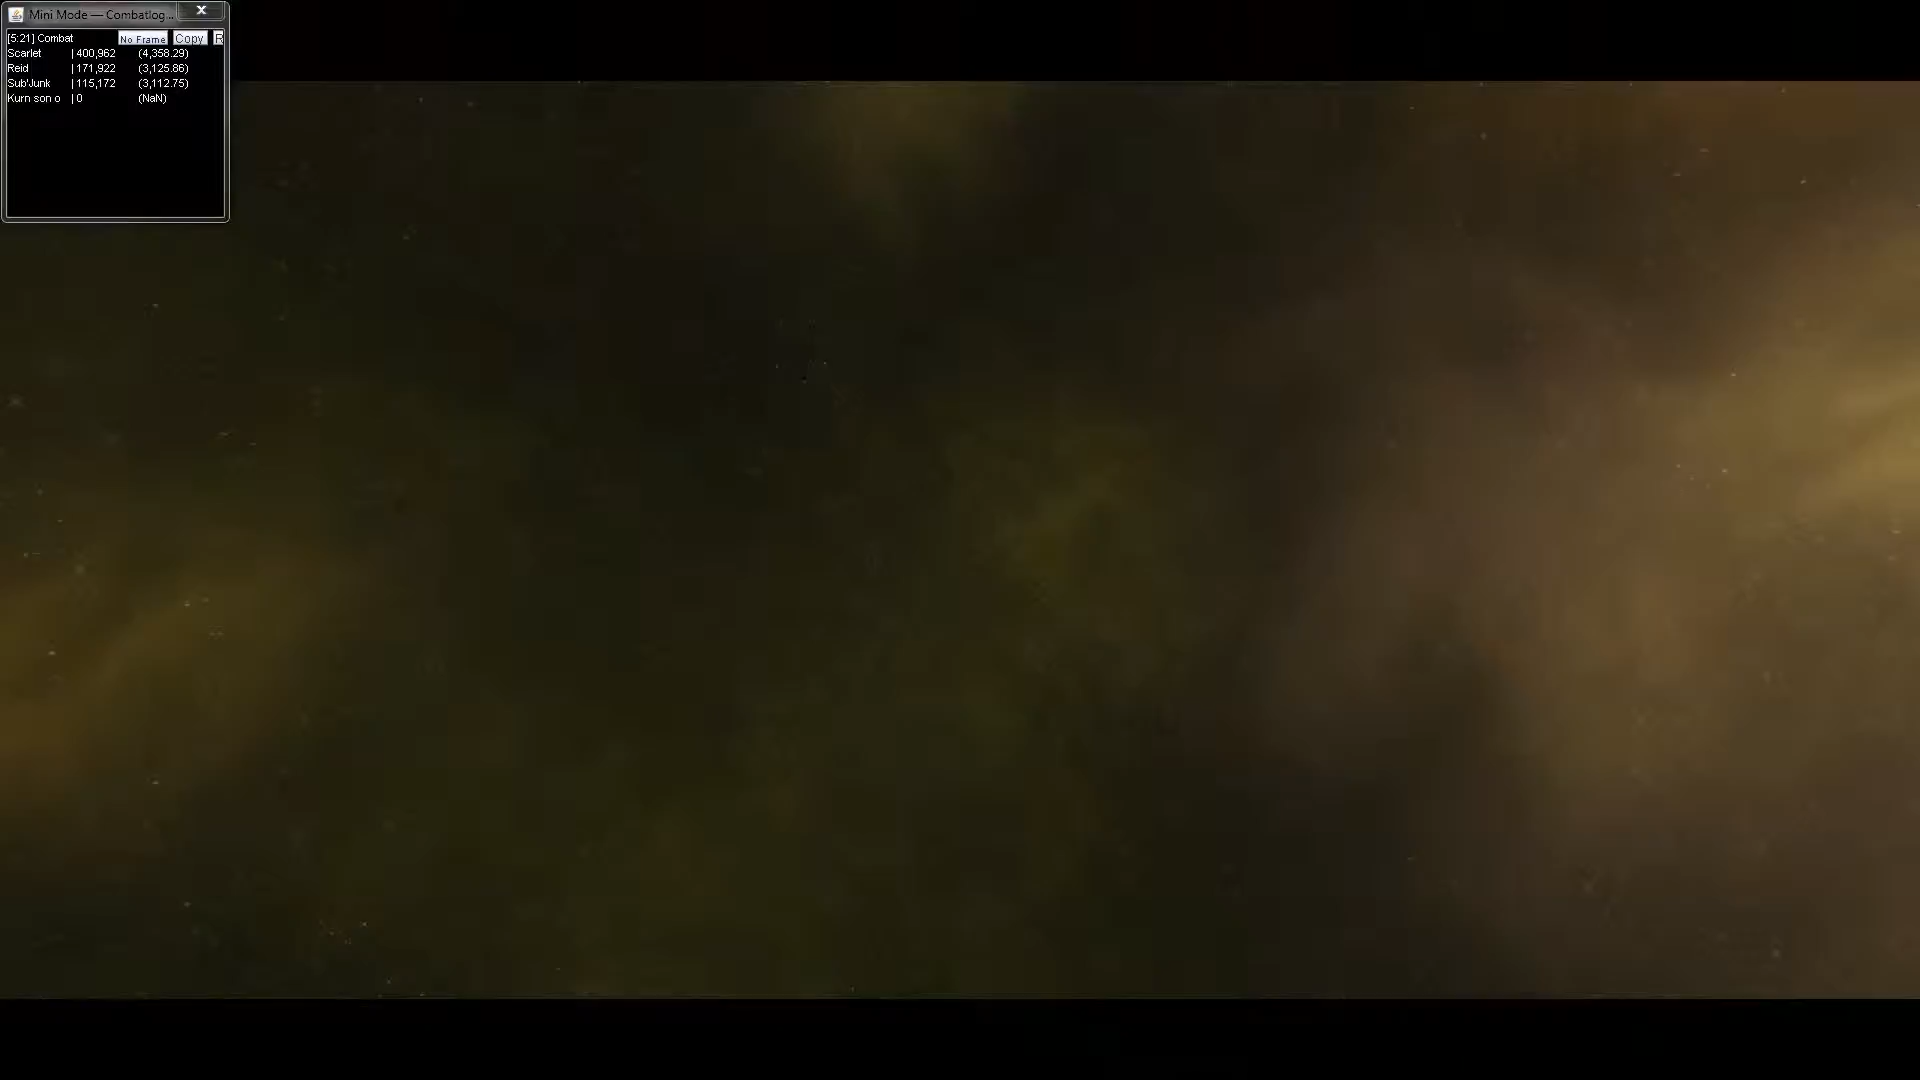 Mini Mode — Combatlog...
[5:21] Combat No Frame Copy R
Scarlet | 400,962 (4,358.29)
Reid | 171,922 (3,125.86)
Sub'Junk | 115,172 (3,112.75)
Kurn son o | 0 (NaN)